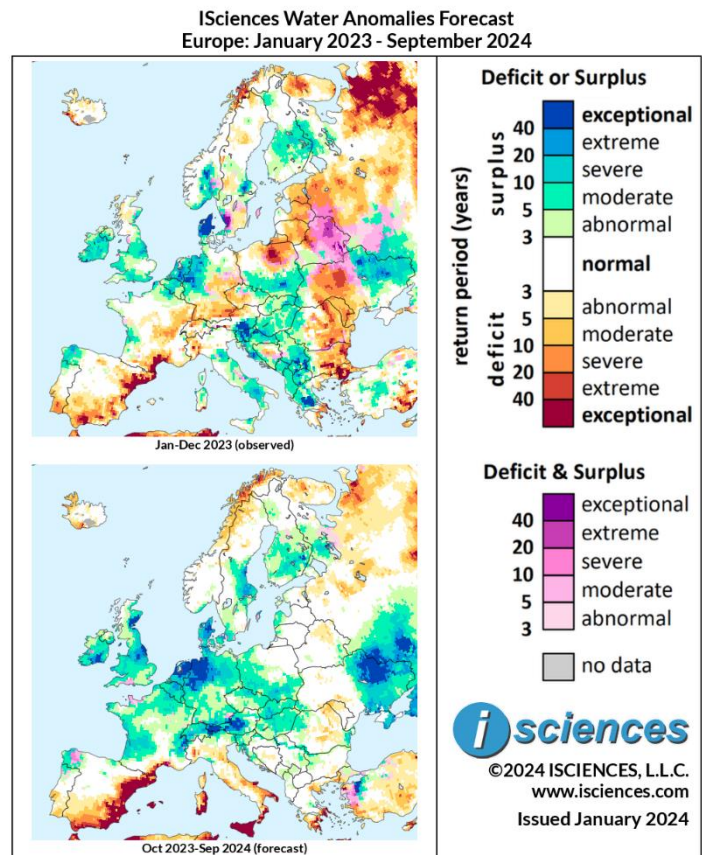 ISciences Water Anomalies Forecast
Europe: January 2023 - September 2024
Jan-Dec 2023 (observed)
Oct 2023-Sep 2024 (forecast)
Deficit or Surplus
return period (years)
surplus
deficit
exceptional
40
extreme
20
severe
10
moderate
5
abnormal
3
normal
3
abnormal
5
moderate
10
severe
20
extreme
40
exceptional
Deficit & Surplus
exceptional
40
extreme
20
severe
10
moderate
5
abnormal
3
no data
i sciences
©2024 ISCIENCES, L.L.C.
www.isciences.com
Issued January 2024